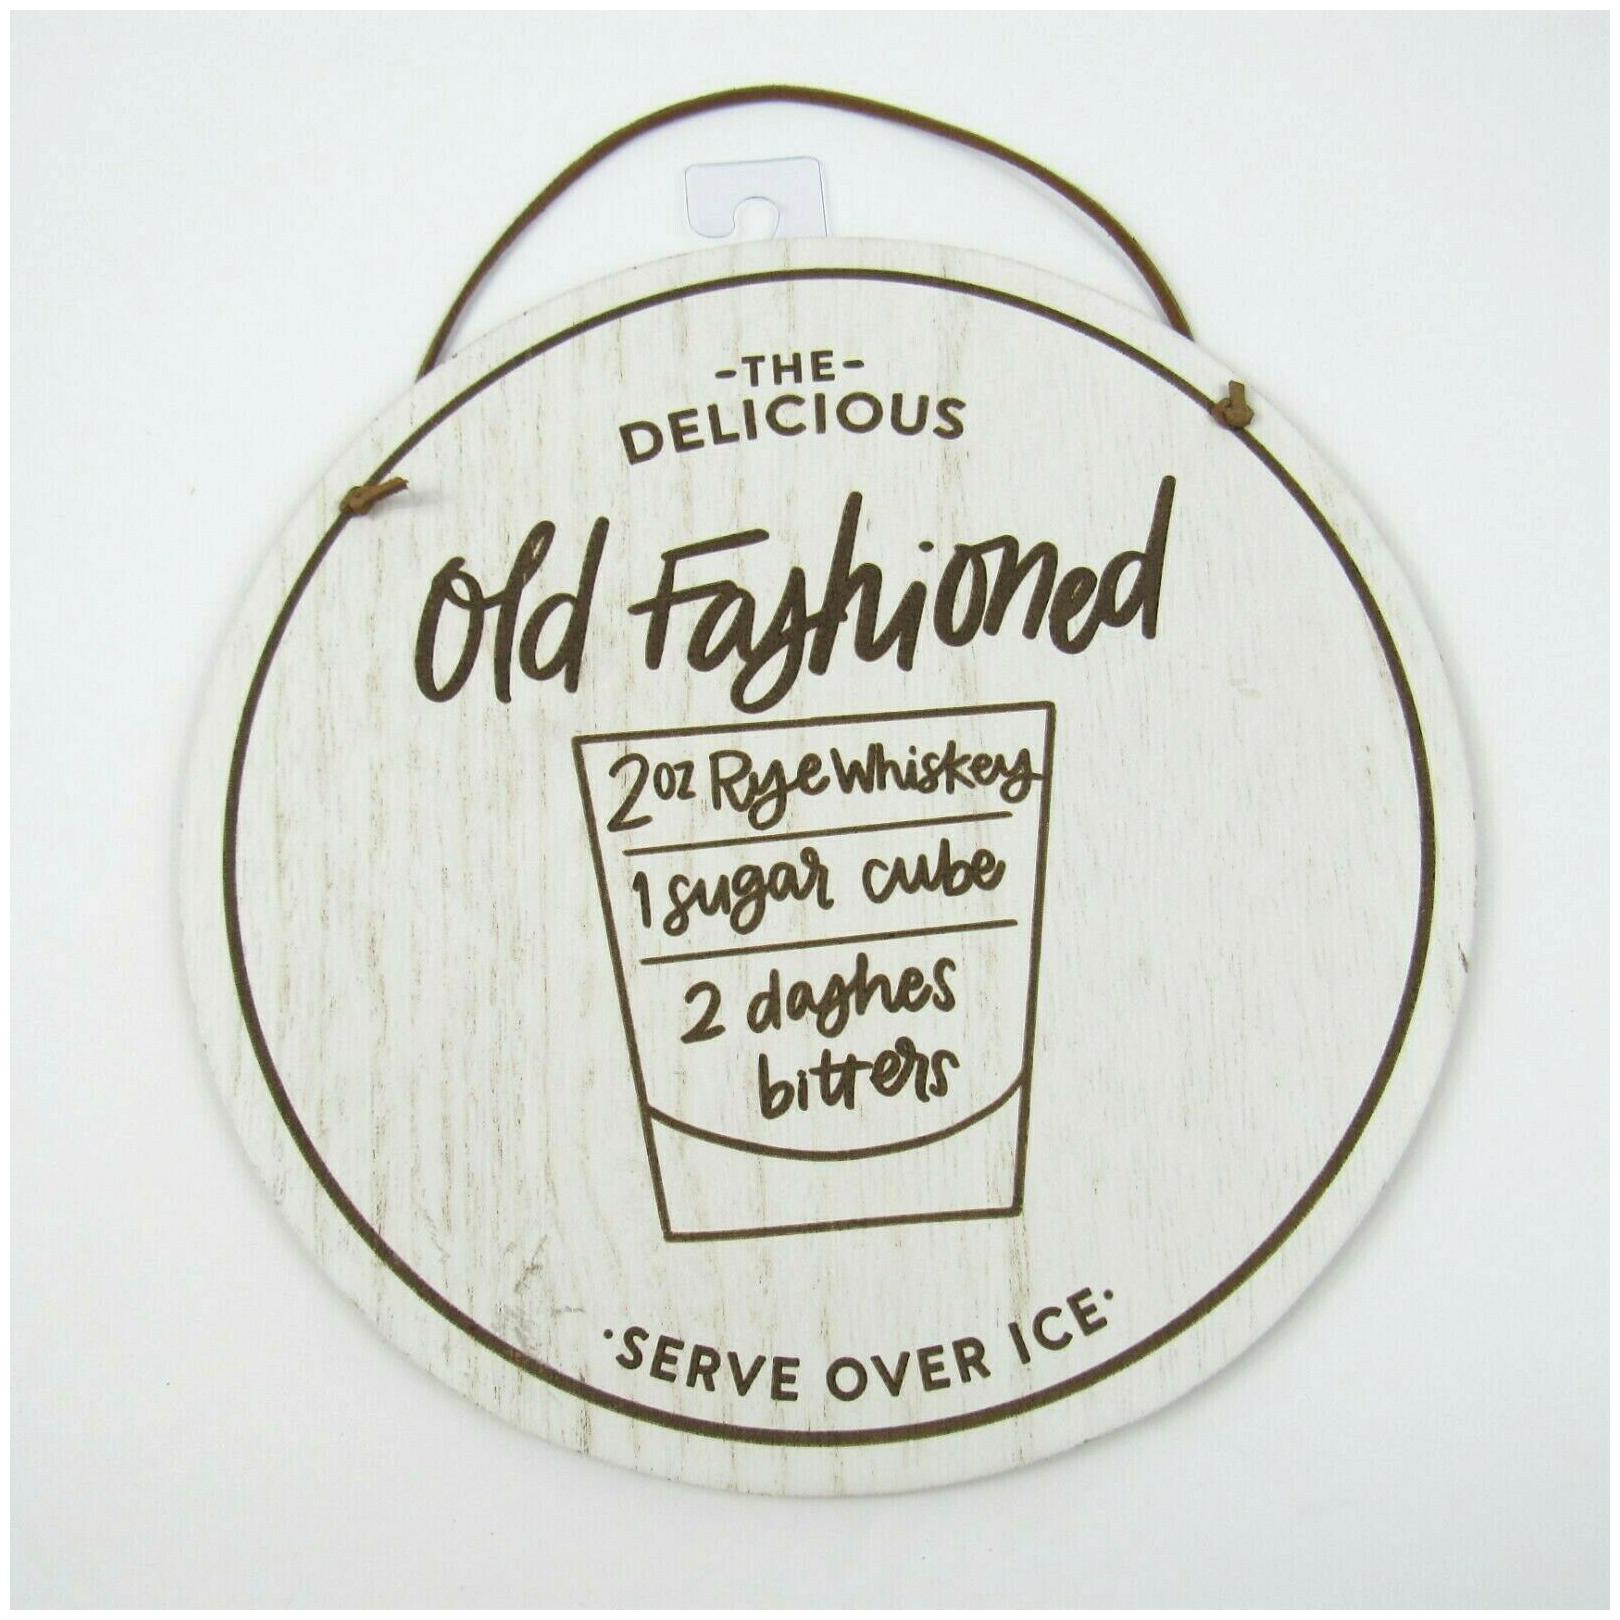 -THE-
DELICIOUS
Old Fashioned
2oz Rye Whiskey
1 sugar cube
2 dashes
bitters
·SERVE OVER ICE·